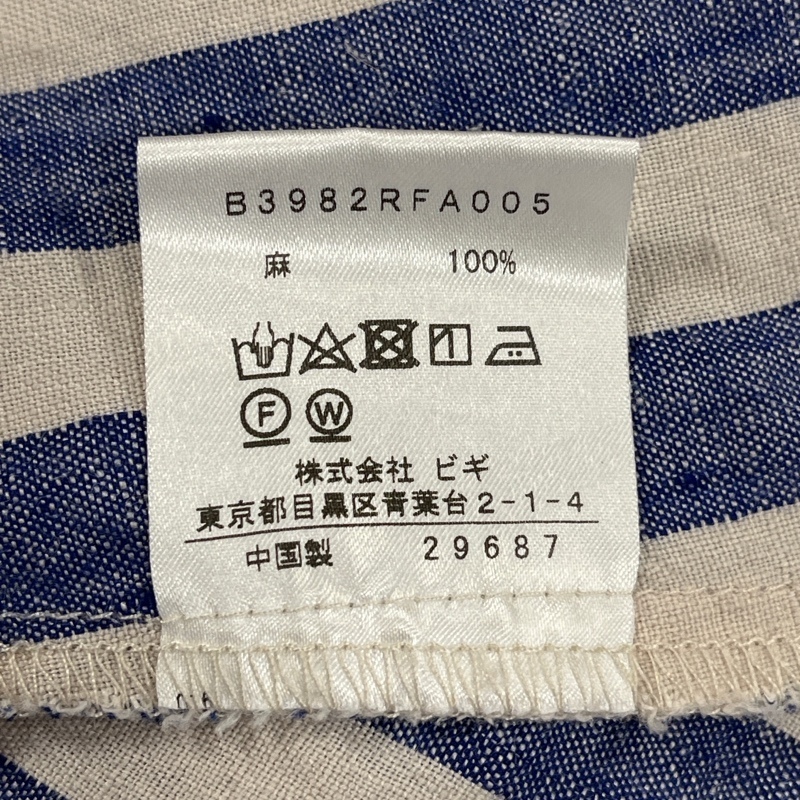 B3982RFA005
麻 100%
F W
株式会社 ビギ
東京都目黒区青葉台2-1-4
中国製 29687